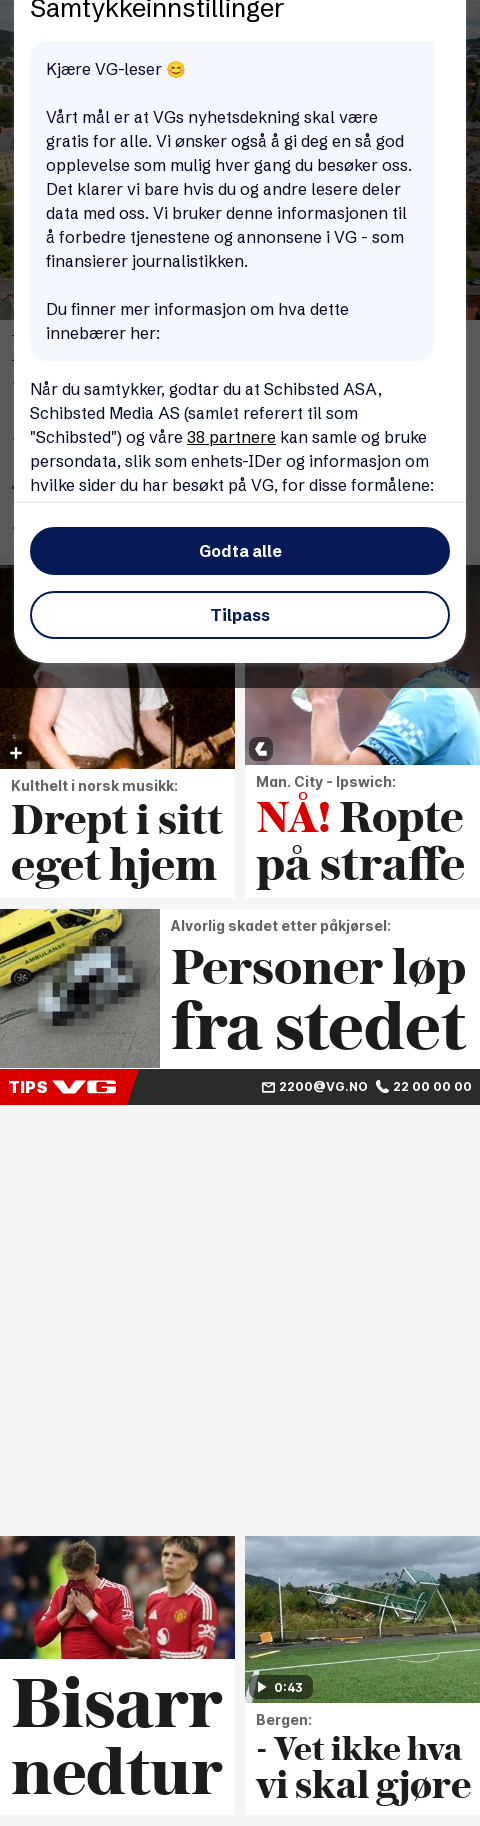 Samtykkeinnstillinger
Kjære VG-leser 😊
Vårt mål er at VGs nyhetsdekning skal være
gratis for alle. Vi ønsker også å gi deg en så god
opplevelse som mulig hver gang du besøker oss.
Det klarer vi bare hvis du og andre lesere deler
data med oss. Vi bruker denne informasjonen til
å forbedre tjenestene og annonsene i VG - som
finansierer journalistikken.
Du finner mer informasjon om hva dette
innebærer her:
Når du samtykker, godtar du at Schibsted ASA,
Schibsted Media AS (samlet referert til som
"Schibsted") og våre 38 partnere kan samle og bruke
persondata, slik som enhets-IDer og informasjon om
hvilke sider du har besøkt på VG, for disse formålene:
Godta alle
Tilpass
Kulthelt i norsk musikk:
Drept i sitt
eget hjem
Man. City - Ipswich:
NÅ! Ropte
på straffe
AMBULANSE
Alvorlig skadet etter påkjørsel:
Personer løp
fra stedet
TIPS VG
2200@VG.NO 22 00 00 00
Bisarr
nedtur
0:43
Bergen:
- Vet ikke hva
vi skal gjøre